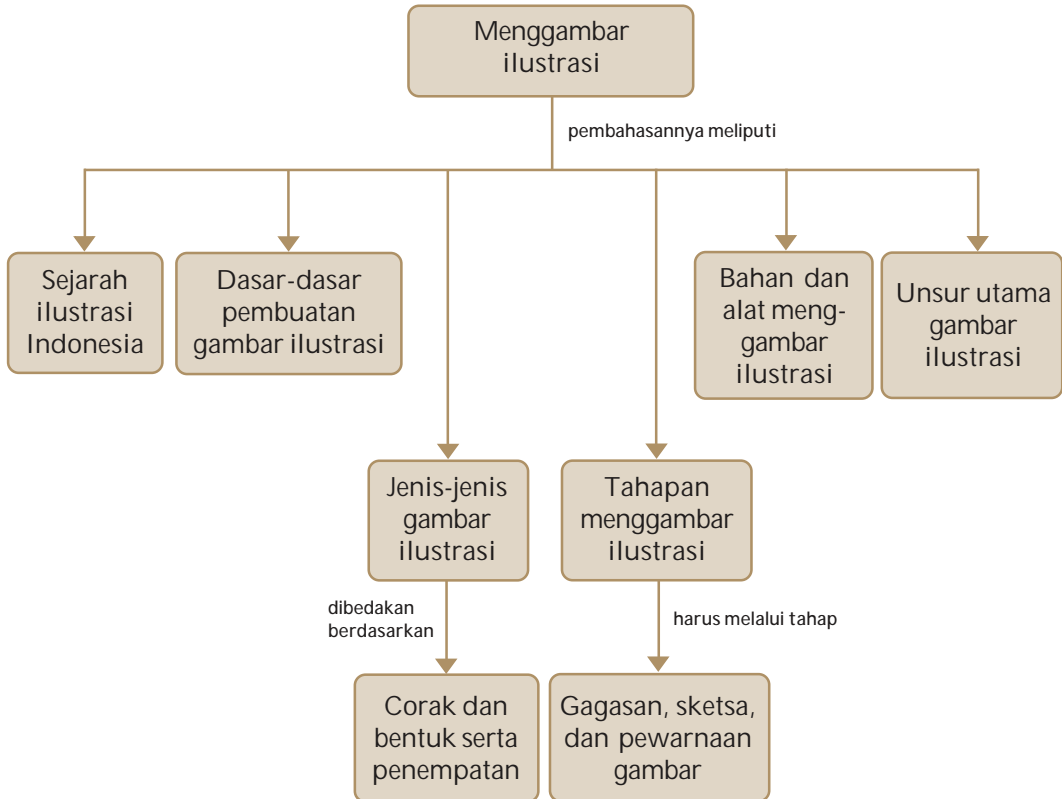 Menggambar
ilustrasi
pembahasannya meliputi
Sejarah
ilustrasi
Indonesia
Dasar-dasar
pembuatan
gambar ilustrasi
Bahan dan
alat meng-
gambar
ilustrasi
Unsur utama
gambar
ilustrasi
Jenis-jenis
gambar
ilustrasi
Tahapan
menggambar
ilustrasi
dibedakan
berdasarkan
harus melalui tahap
Corak dan
bentuk serta
penempatan
Gagasan, sketsa,
dan pewarnaan
gambar